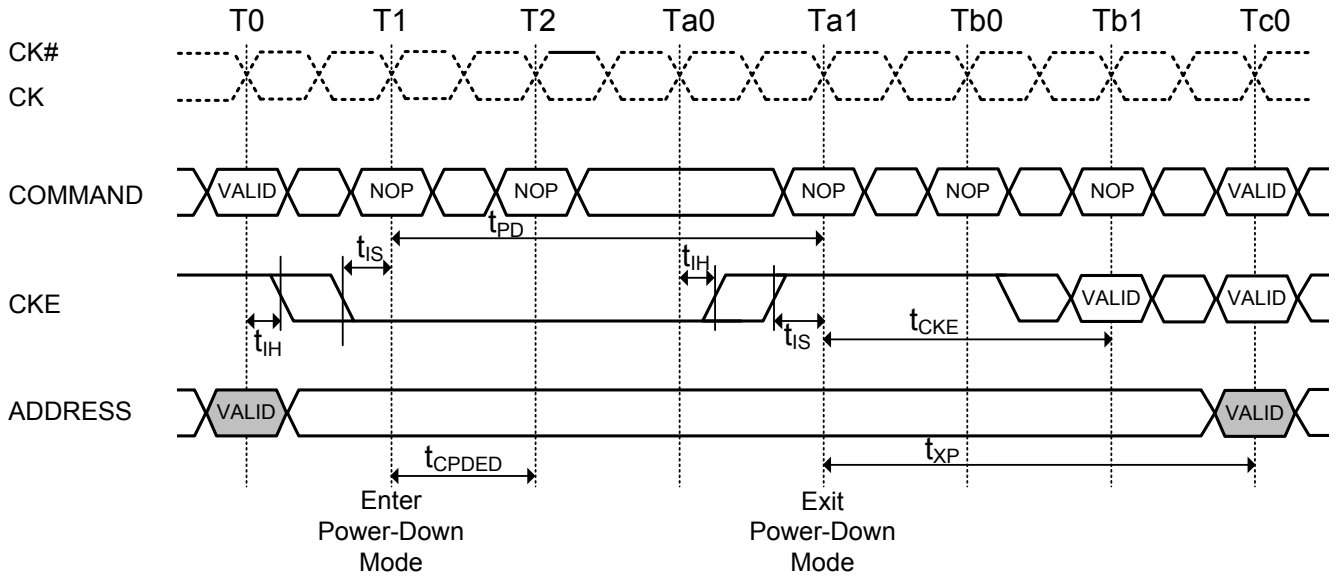 T0 T1 T2 Ta0 Ta1 Tb0 Tb1 Tc0
CK#
CK
COMMAND VALID NOP NOP NOP NOP NOP VALID
tPD
tIS tIH
CKE VALID VALID
tIH tIS tCKE
ADDRESS VALID VALID
tCPDED tXP
Enter
Power-Down
Mode
Exit
Power-Down
Mode